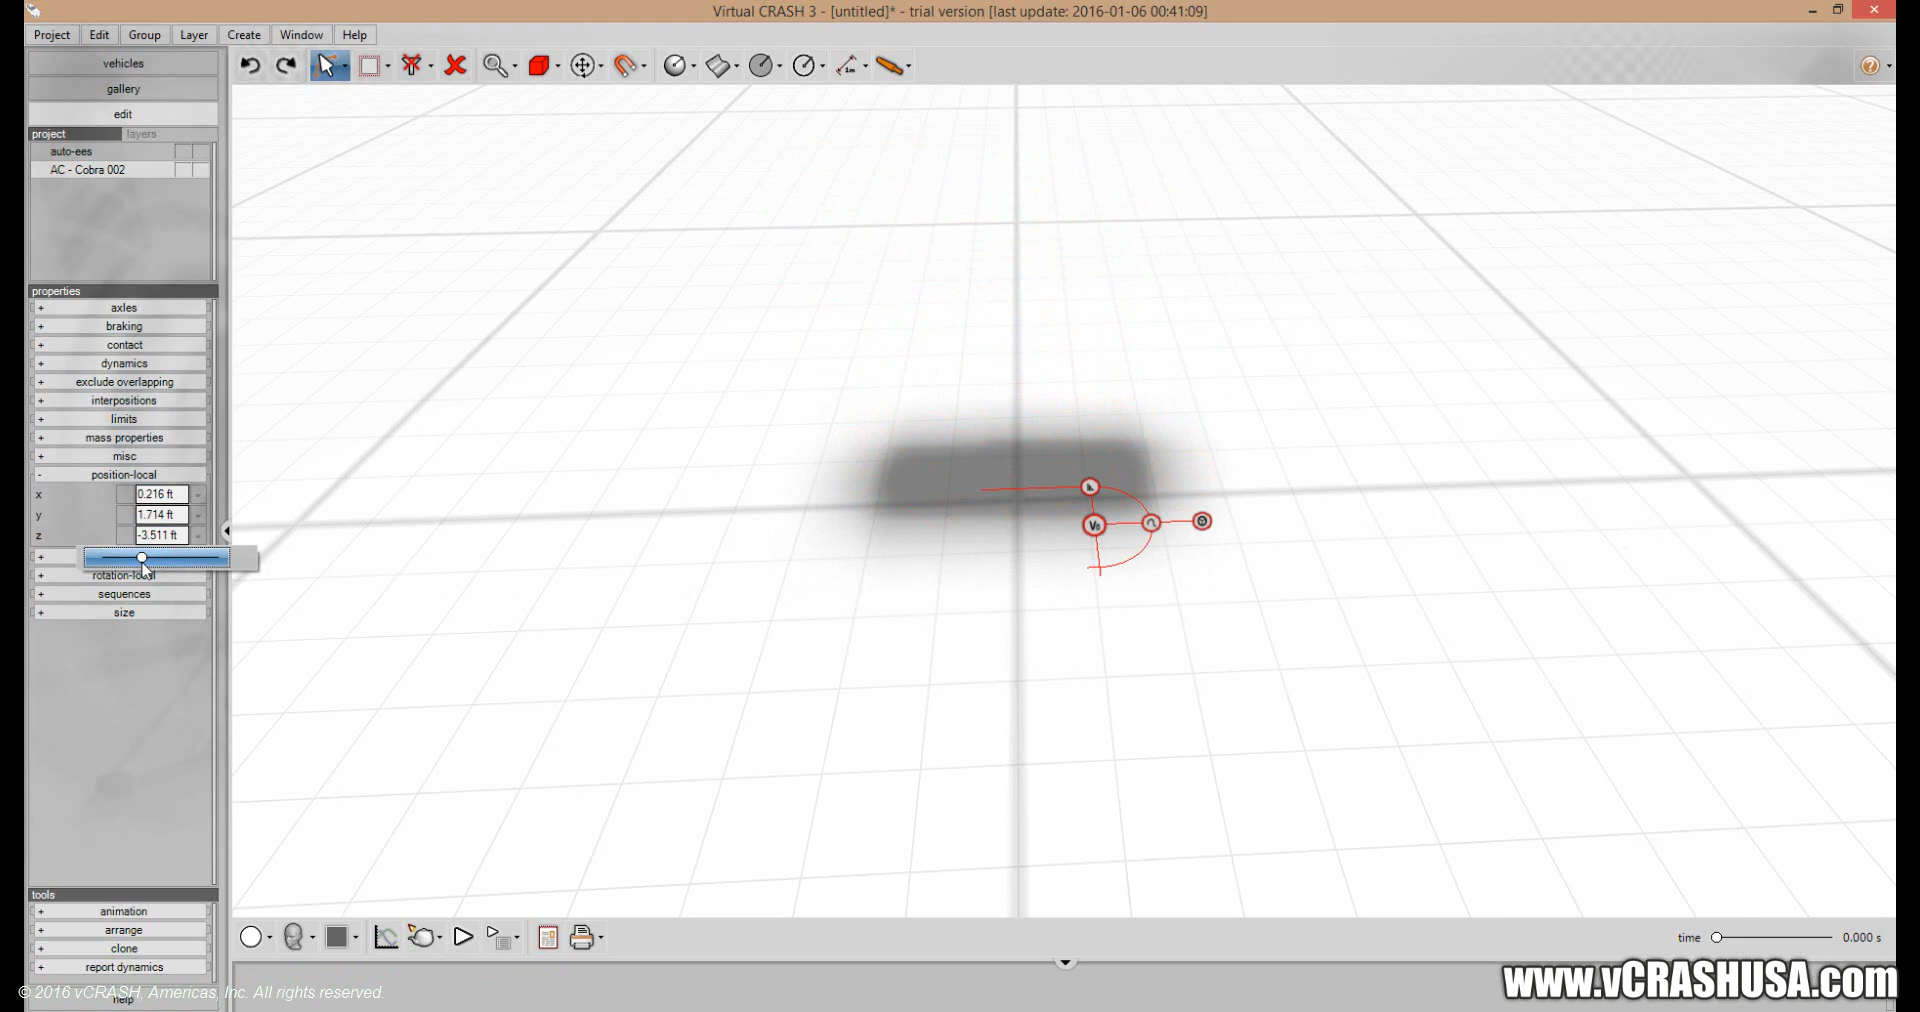 Virtual CRASH 3 - [untitled]* - trial version [last update: 2016-01-06 00:41:09]
Project Edit Group Layer Create Window Help
vehicles
gallery
edit
project layers
auto-ees
AC - Cobra 002
properties
+ axles
+ braking
+ contact
+ dynamics
+ exclude overlapping
+ interpositions
+ limits
+ mass properties
+ misc
- position-local
x 0.216 ft
y 1.714 ft
z -3.511 ft
+
+ rotation-local
+ sequences
+ size
1m
V0
tools
+ animation
+ arrange
+ clone
+ report dynamics
help
time 0.000 s
© 2016 vCRASH, Americas, Inc. All rights reserved.
www.vCRASHUSA.com